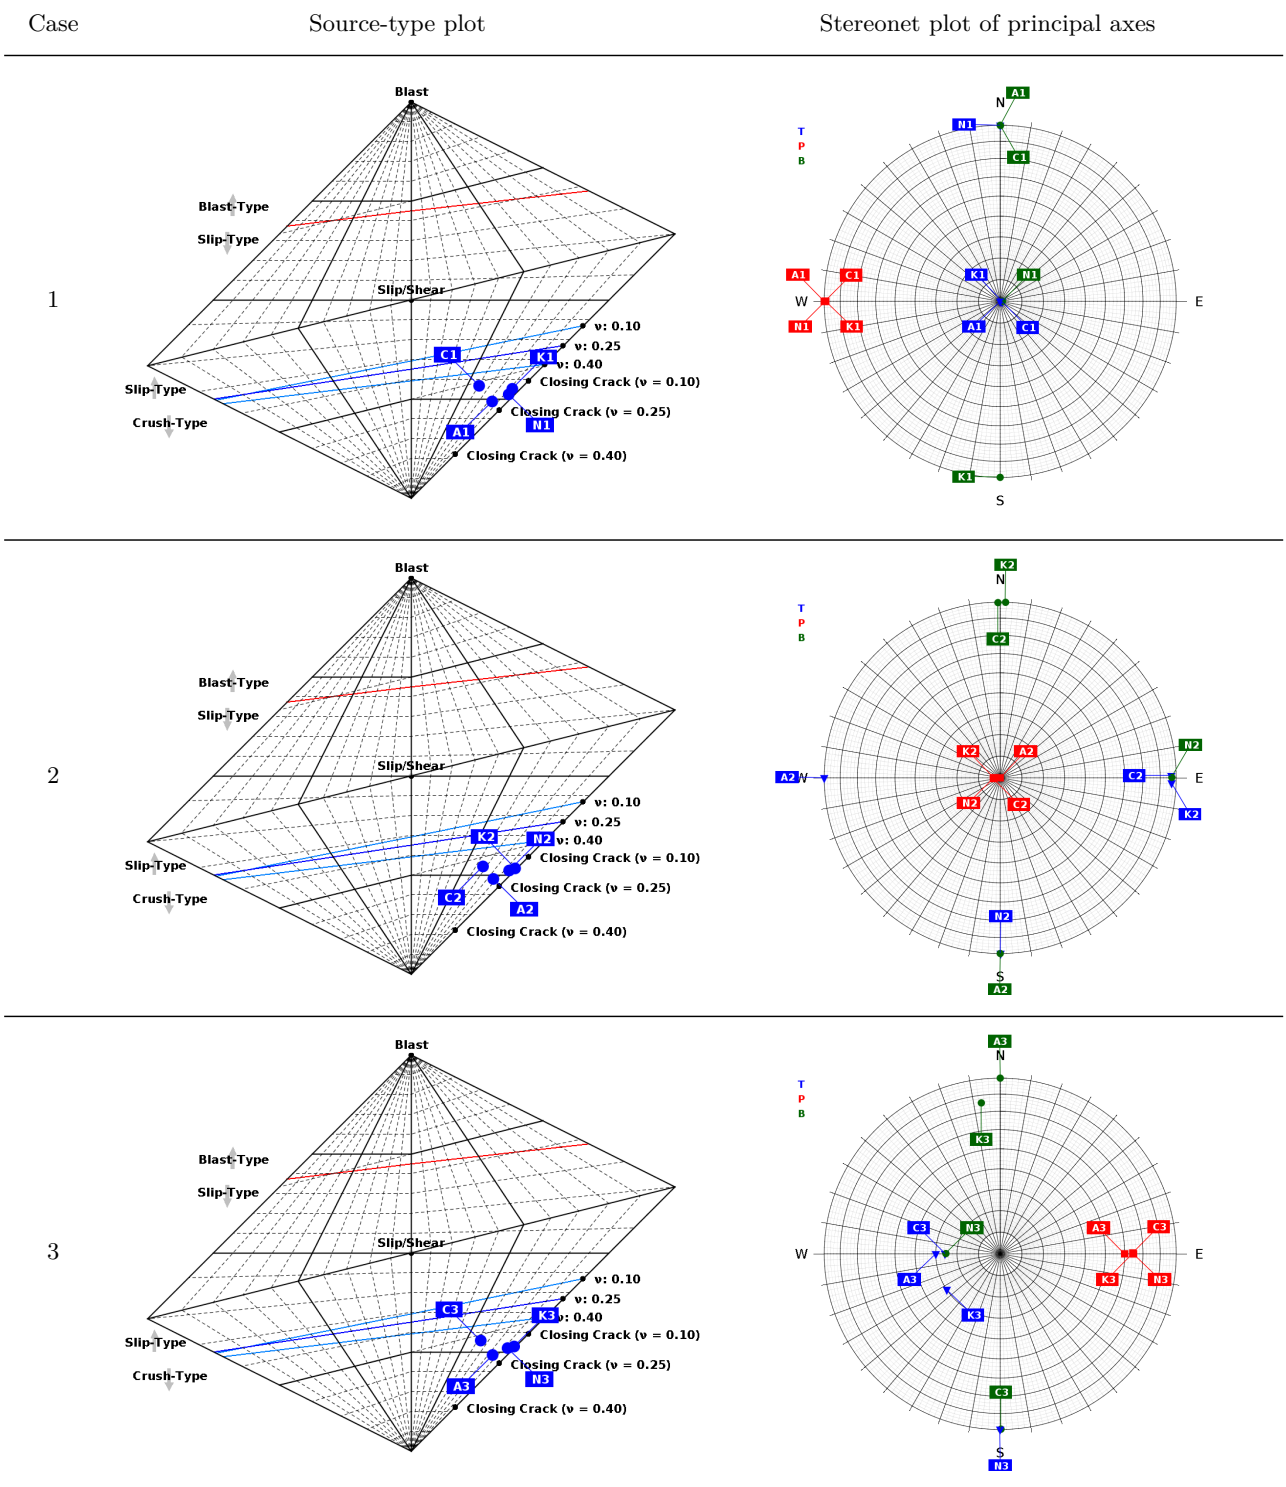 Case Source-type plot Stereonet plot of principal axes
1
Blast
Blast-Type
Slip-Type
Slip/Shear
ν: 0.10
ν: 0.25
ν: 0.40
C1
K1
Closing Crack (ν = 0.10)
Slip-Type
Closing Crack (ν = 0.25)
Crush-Type
A1
N1
Closing Crack (ν = 0.40)
A1
N
T
P
B
N1
C1
A1
C1
K1
N1
W
E
N1
K1
A1
C1
K1
S
2
Blast
Blast-Type
Slip-Type
Slip/Shear
ν: 0.10
ν: 0.25
K2
N2
ν: 0.40
Closing Crack (ν = 0.10)
Slip-Type
Closing Crack (ν = 0.25)
Crush-Type
C2
A2
Closing Crack (ν = 0.40)
K2
N
T
P
B
C2
K2
A2
N2
A2
W
C2
E
N2
C2
K2
N2
S
A2
3
Blast
Blast-Type
Slip-Type
Slip/Shear
ν: 0.10
ν: 0.25
C3
K3
ν: 0.40
Closing Crack (ν = 0.10)
Slip-Type
Closing Crack (ν = 0.25)
Crush-Type
A3
N3
Closing Crack (ν = 0.40)
A3
N
T
P
B
K3
C3
N3
A3
C3
W
E
A3
K3
N3
K3
C3
S
N3